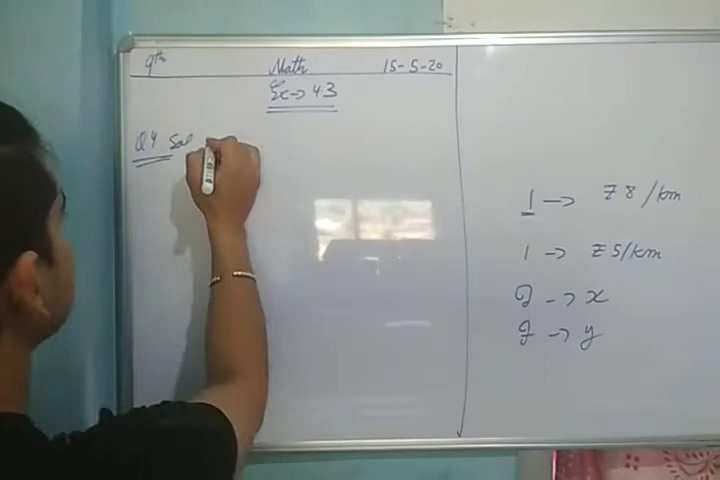 9th Math 15-5-20
Ex → 4.3
Q4 Sol
1 → ₹ 8/km
1 → ₹ 5/km
J → x
J → y